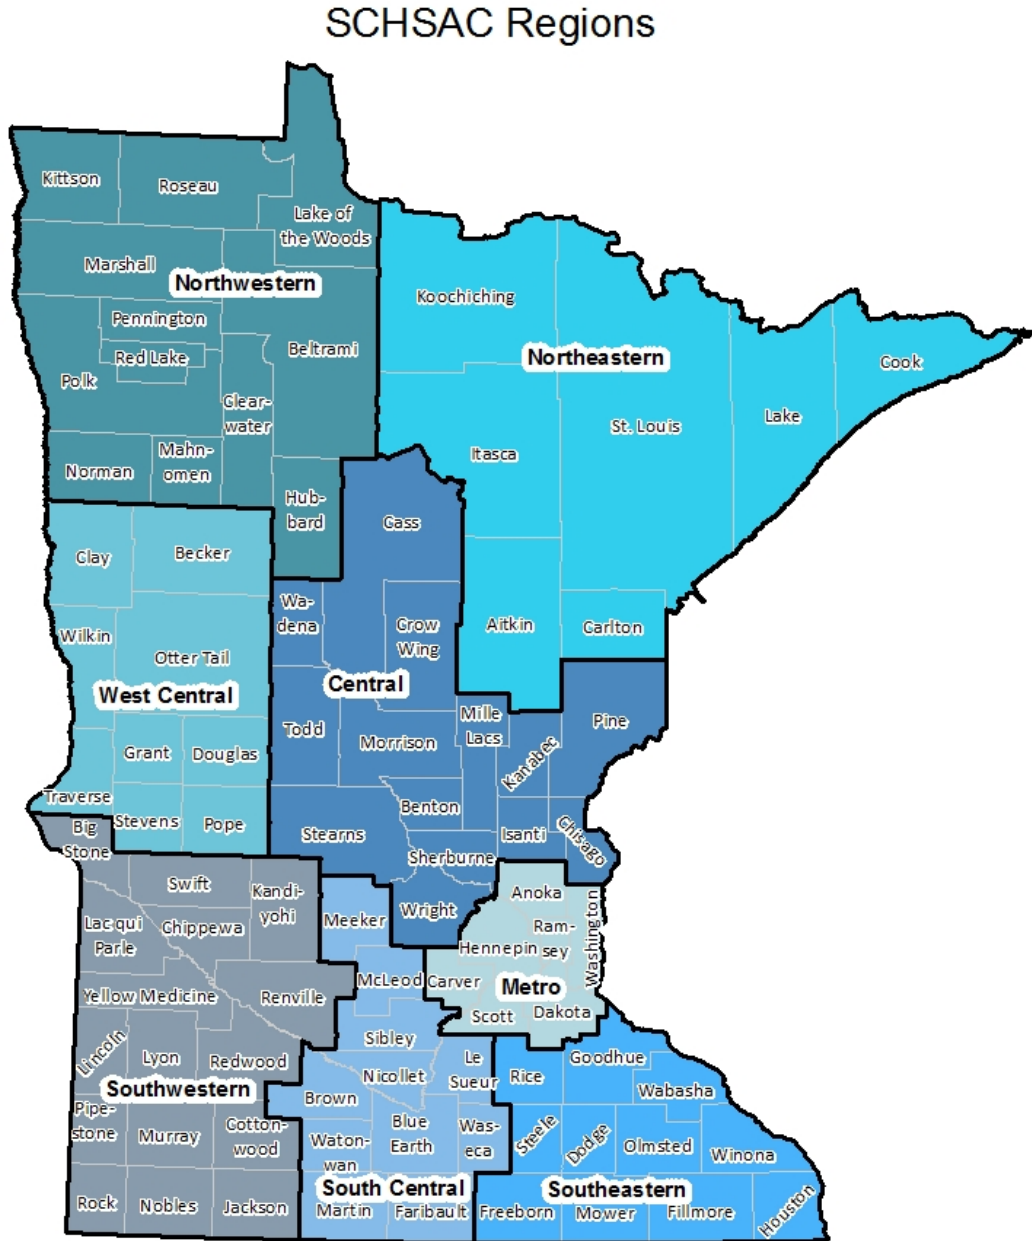 SCHSAC Regions
Kittson
Roseau
Lake of
the Woods
Marshall
Northwestern
Pennington
Red Lake
Beltrami
Polk
Clear-
water
Norman
Mahn-
omen
Hub-
bard
Koochiching
Northeastern
Cook
Lake
St. Louis
Itasca
Aitkin
Carlton
Clay
Becker
Wilkin
Otter Tail
West Central
Grant
Douglas
Traverse
Stevens
Pope
Cass
Wa-
dena
Crow
Wing
Central
Todd
Morrison
Mille
Lacs
Kanabec
Pine
Benton
Stearns
Isanti
Chisago
Sherburne
Wright
Big
Stone
Swift
Kandi-
yohi
Lac qui
Parle
Chippewa
Yellow Medicine
Renville
Lincoln
Lyon
Redwood
Southwestern
Pipe-
stone
Murray
Cotton-
wood
Rock
Nobles
Jackson
Meeker
McLeod
Sibley
Nicollet
Le
Sueur
Brown
Blue
Earth
Waton-
wan
Was-
eca
South Central
Martin
Faribault
Anoka
Ram-
sey
Hennepin
Washington
Carver
Metro
Scott
Dakota
Goodhue
Rice
Wabasha
Steele
Dodge
Olmsted
Winona
Southeastern
Freeborn
Mower
Fillmore
Houston